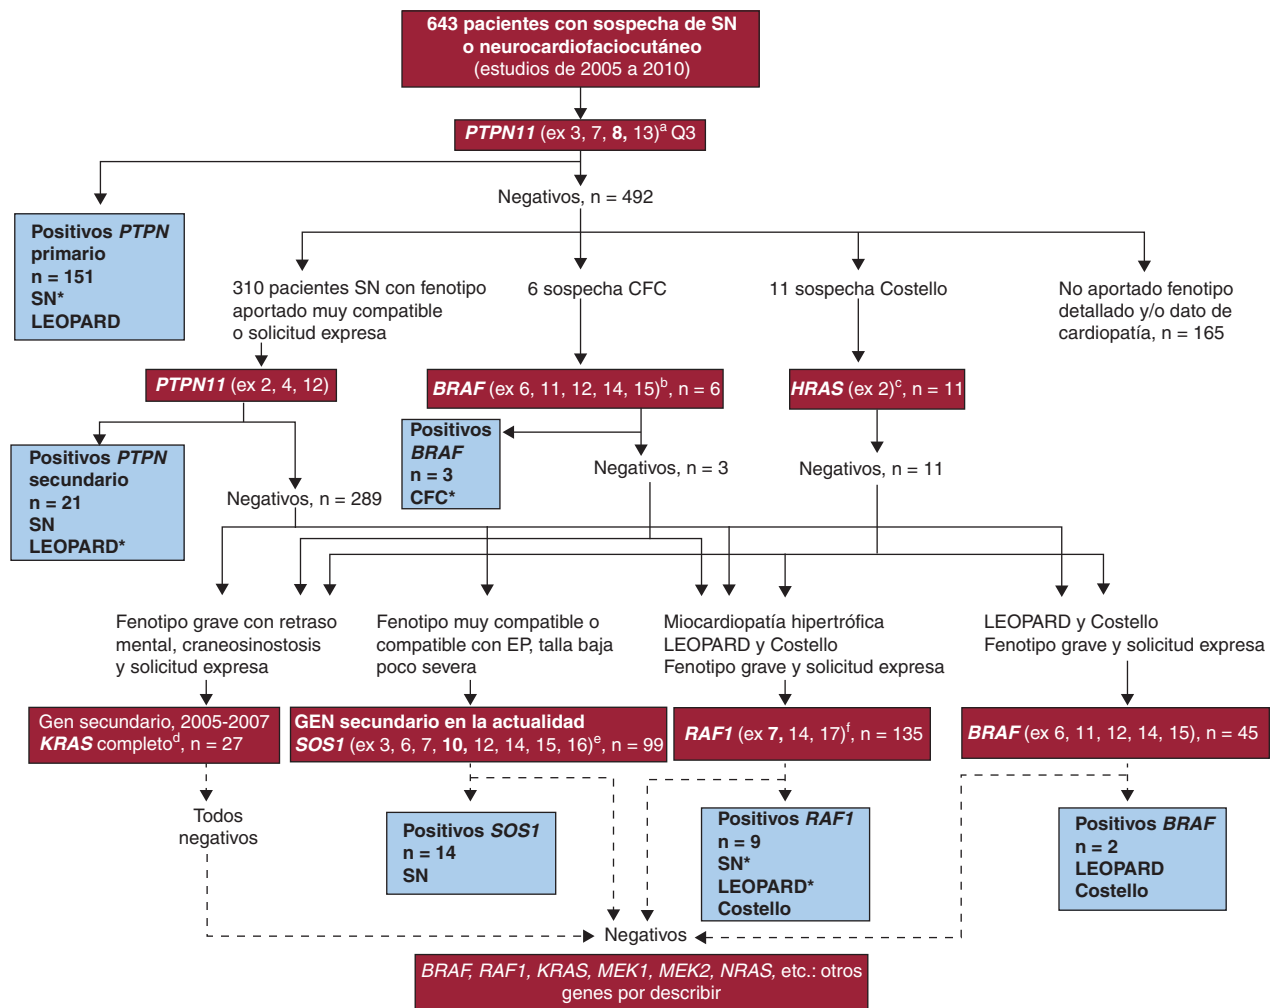 643 pacientes con sospecha de SN
o neurocardiofaciocutáneo
(estudios de 2005 a 2010)
PTPN11 (ex 3, 7, 8, 13)a Q3
Negativos, n = 492
Positivos PTPN
primario
n = 151
SN*
LEOPARD
310 pacientes SN con fenotipo
aportado muy compatible
o solicitud expresa
6 sospecha CFC
11 sospecha Costello
No aportado fenotipo
detallado y/o dato de
cardiopatía, n = 165
PTPN11 (ex 2, 4, 12)
BRAF (ex 6, 11, 12, 14, 15)b, n = 6
HRAS (ex 2)c, n = 11
Positivos PTPN
secundario
n = 21
SN
LEOPARD*
Negativos, n = 289
Positivos
BRAF
n = 3
CFC*
Negativos, n = 3
Negativos, n = 11
Fenotipo grave con retraso
mental, craneosinostosis
y solicitud expresa
Fenotipo muy compatible o
compatible con EP, talla baja
poco severa
Miocardiopatía hipertrófica
LEOPARD y Costello
Fenotipo grave y solicitud expresa
LEOPARD y Costello
Fenotipo grave y solicitud expresa
Gen secundario, 2005-2007
KRAS completod, n = 27
GEN secundario en la actualidad
SOS1 (ex 3, 6, 7, 10, 12, 14, 15, 16)e, n = 99
RAF1 (ex 7, 14, 17)f, n = 135
BRAF (ex 6, 11, 12, 14, 15), n = 45
Todos
negativos
Positivos SOS1
n = 14
SN
Positivos RAF1
n = 9
SN*
LEOPARD*
Costello
Positivos BRAF
n = 2
LEOPARD
Costello
Negativos
BRAF, RAF1, KRAS, MEK1, MEK2, NRAS, etc.: otros
genes por describir